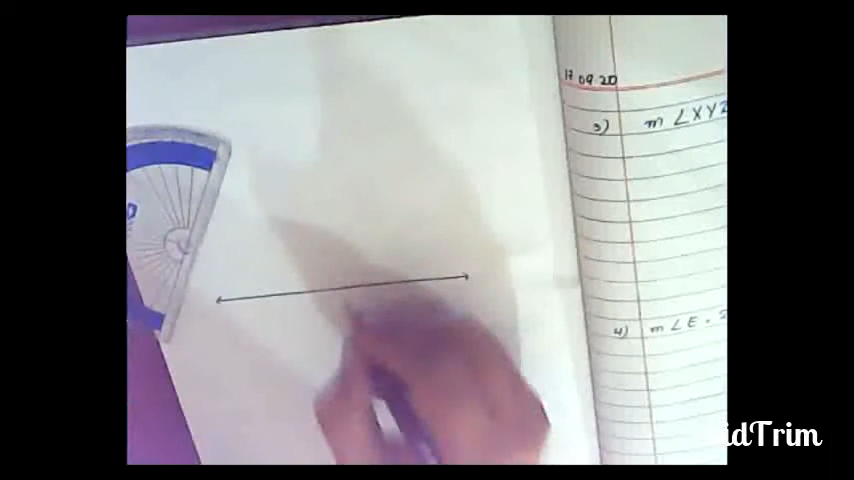 17 09 20
3) m ∠XYZ
4) m ∠E =
idTrim